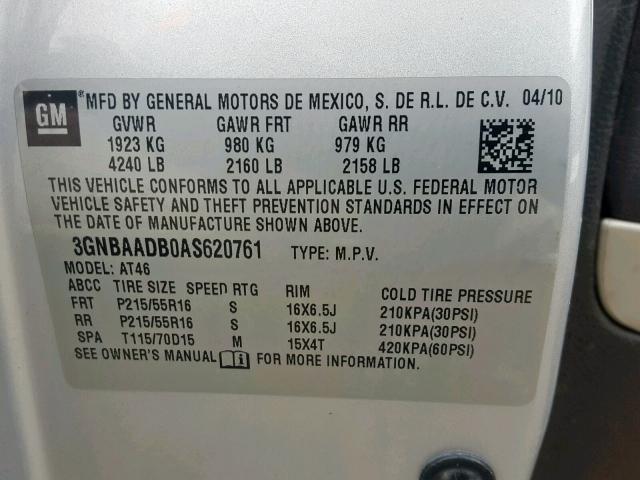 GM
® MFD BY GENERAL MOTORS DE MEXICO, S. DE R.L. DE C.V. 04/10
GVWR GAWR FRT GAWR RR
1923 KG 980 KG 979 KG
4240 LB 2160 LB 2158 LB
THIS VEHICLE CONFORMS TO ALL APPLICABLE U.S. FEDERAL MOTOR
VEHICLE SAFETY AND THEFT PREVENTION STANDARDS IN EFFECT ON
THE DATE OF MANUFACTURE SHOWN ABOVE.
3GNBAADB0AS620761 TYPE: M.P.V.
MODEL: AT46
ABCC TIRE SIZE SPEED RTG RIM COLD TIRE PRESSURE
FRT P215/55R16 S 16X6.5J 210KPA(30PSI)
RR P215/55R16 S 16X6.5J 210KPA(30PSI)
SPA T115/70D15 M 15X4T 420KPA(60PSI)
SEE OWNER'S MANUAL FOR MORE INFORMATION.